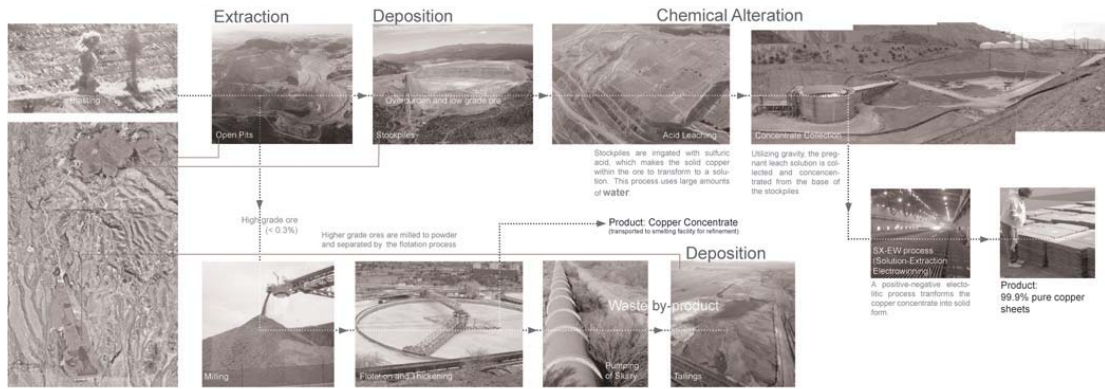 Extraction
Deposition
Chemical Alteration
Blasting
Open Pits
Overburden and low grade ore
Stockpiles
Acid Leaching
Concentrate Collection
Stockpiles are irrigated with sulfuric
acid, which makes the solid copper
within the ore to transform to a solu-
tion. This process uses large amounts
of water
Utilizing gravity, the preg-
nant leach solution is col-
lected and concencentrated
from the base of
the stockpiles
High grade ore
(< 0.3%)
Higher grade ores are milled to powder
and separated by the flotation process
Product: Copper Concentrate
(transported to smelting facility for refinement)
Deposition
SX-EW process
(Solution-Extraction
Electrowinning)
A positive-negative electo-
litic process tranforms the
copper concentrate into solid
form
Product:
99.9% pure copper
sheets
Milling
Flotation and Thickening
Pumping
of Slurry
Waste by-product
Tailings